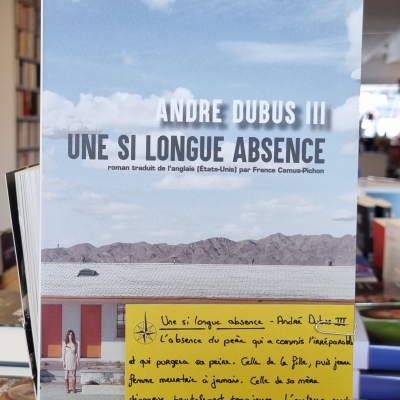 ANDRE DUBUS III
UNE SI LONGUE ABSENCE
roman traduit de l'anglais (États-Unis) par France Camus-Pichon
Une si longue absence - André Dubus III
L'absence du père qui a commis l'irréparable
et qui purgera sa peine. Celle de la fille, puis jeune
femme meurtrie à jamais. Celle de sa mère